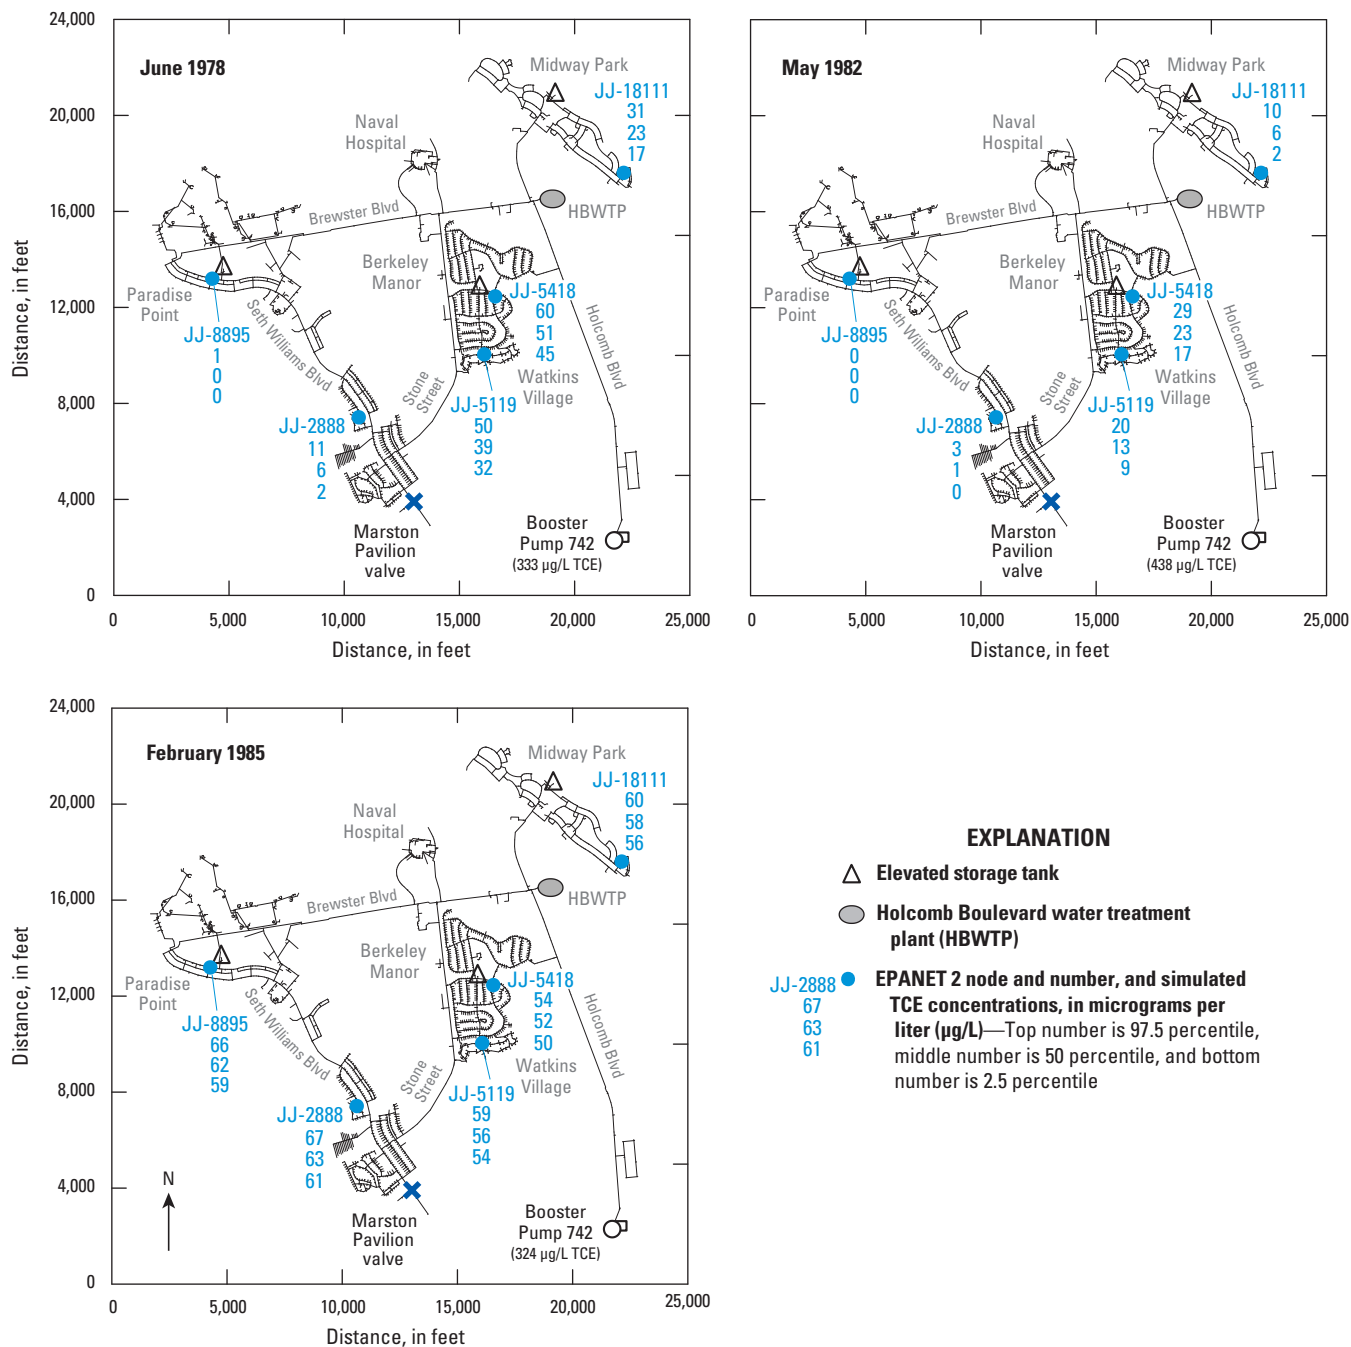 24,000
20,000
16,000
12,000
8,000
4,000
0
Distance, in feet
June 1978
Midway Park
JJ-18111
31
23
17
Naval
Hospital
Brewster Blvd
HBWTP
Berkeley
Manor
Paradise
Point
JJ-8895
1
0
0
Seth Williams Blvd
JJ-5418
60
51
45
Holcomb Blvd
Watkins
Village
Stone
Street
JJ-5119
50
39
32
JJ-2888
11
6
2
Marston
Pavilion
valve
Booster
Pump 742
(333 µg/L TCE)
0
5,000
10,000
15,000
20,000
25,000
Distance, in feet
May 1982
Midway Park
JJ-18111
10
6
2
Naval
Hospital
Brewster Blvd
HBWTP
Berkeley
Manor
Paradise
Point
JJ-8895
0
0
0
Seth Williams Blvd
JJ-5418
29
23
17
Holcomb Blvd
Watkins
Village
Stone
Street
JJ-5119
20
13
9
JJ-2888
3
1
0
Marston
Pavilion
valve
Booster
Pump 742
(438 µg/L TCE)
0
5,000
10,000
15,000
20,000
25,000
Distance, in feet
24,000
20,000
16,000
12,000
8,000
4,000
0
Distance, in feet
February 1985
Midway Park
JJ-18111
60
58
56
Naval
Hospital
Brewster Blvd
HBWTP
Berkeley
Manor
Paradise
Point
JJ-8895
66
62
59
Seth Williams Blvd
JJ-5418
54
52
50
Holcomb Blvd
Watkins
Village
Stone
Street
JJ-5119
59
56
54
JJ-2888
67
63
61
N
Marston
Pavilion
valve
Booster
Pump 742
(324 µg/L TCE)
0
5,000
10,000
15,000
20,000
25,000
Distance, in feet
EXPLANATION
Elevated storage tank
Holcomb Boulevard water treatment
plant (HBWTP)
JJ-2888
67
63
61
EPANET 2 node and number, and simulated
TCE concentrations, in micrograms per
liter (µg/L)—Top number is 97.5 percentile,
middle number is 50 percentile, and bottom
number is 2.5 percentile